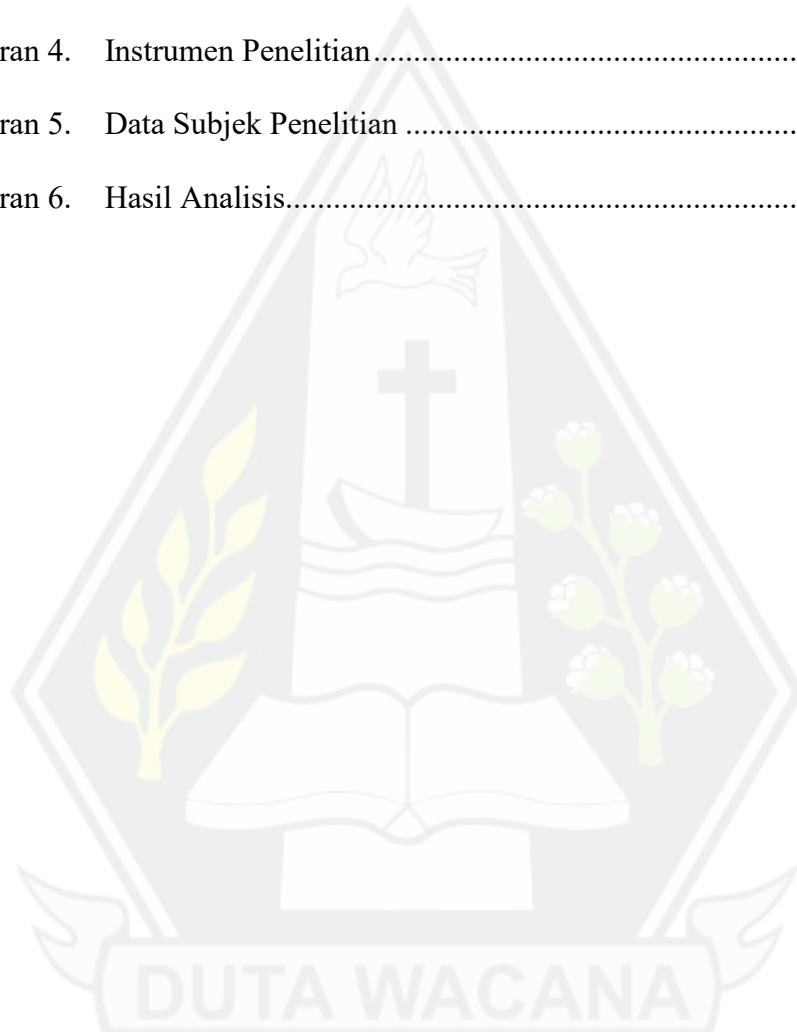 ran 4. Instrumen Penelitian.....................................................
ran 5. Data Subjek Penelitian .................................................
ran 6. Hasil Analisis................................................................
DUTA WACANA